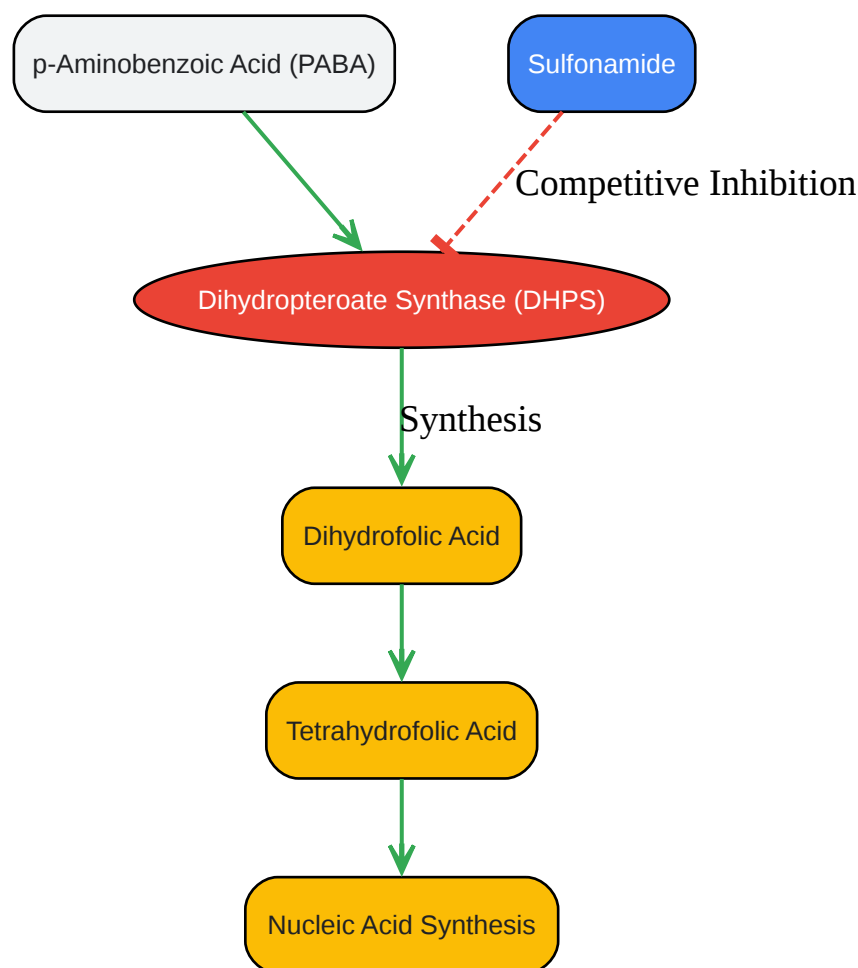 p-Aminobenzoic Acid (PABA)
Sulfonamide
Competitive Inhibition
Dihydropteroate Synthase (DHPS)
Synthesis
Dihydrofolic Acid
Tetrahydrofolic Acid
Nucleic Acid Synthesis